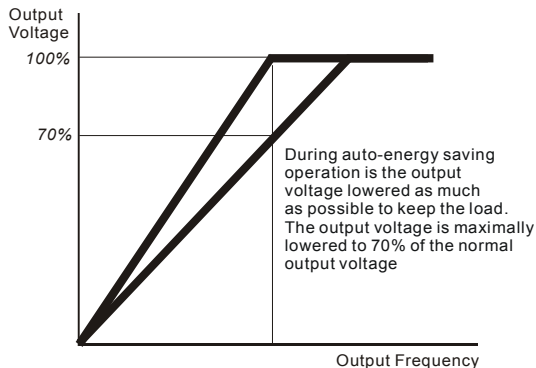 Output
Voltage
100%
70%
During auto-energy saving
operation is the output
voltage lowered as much
as possible to keep the load.
The output voltage is maximally
lowered to 70% of the normal
output voltage
Output Frequency